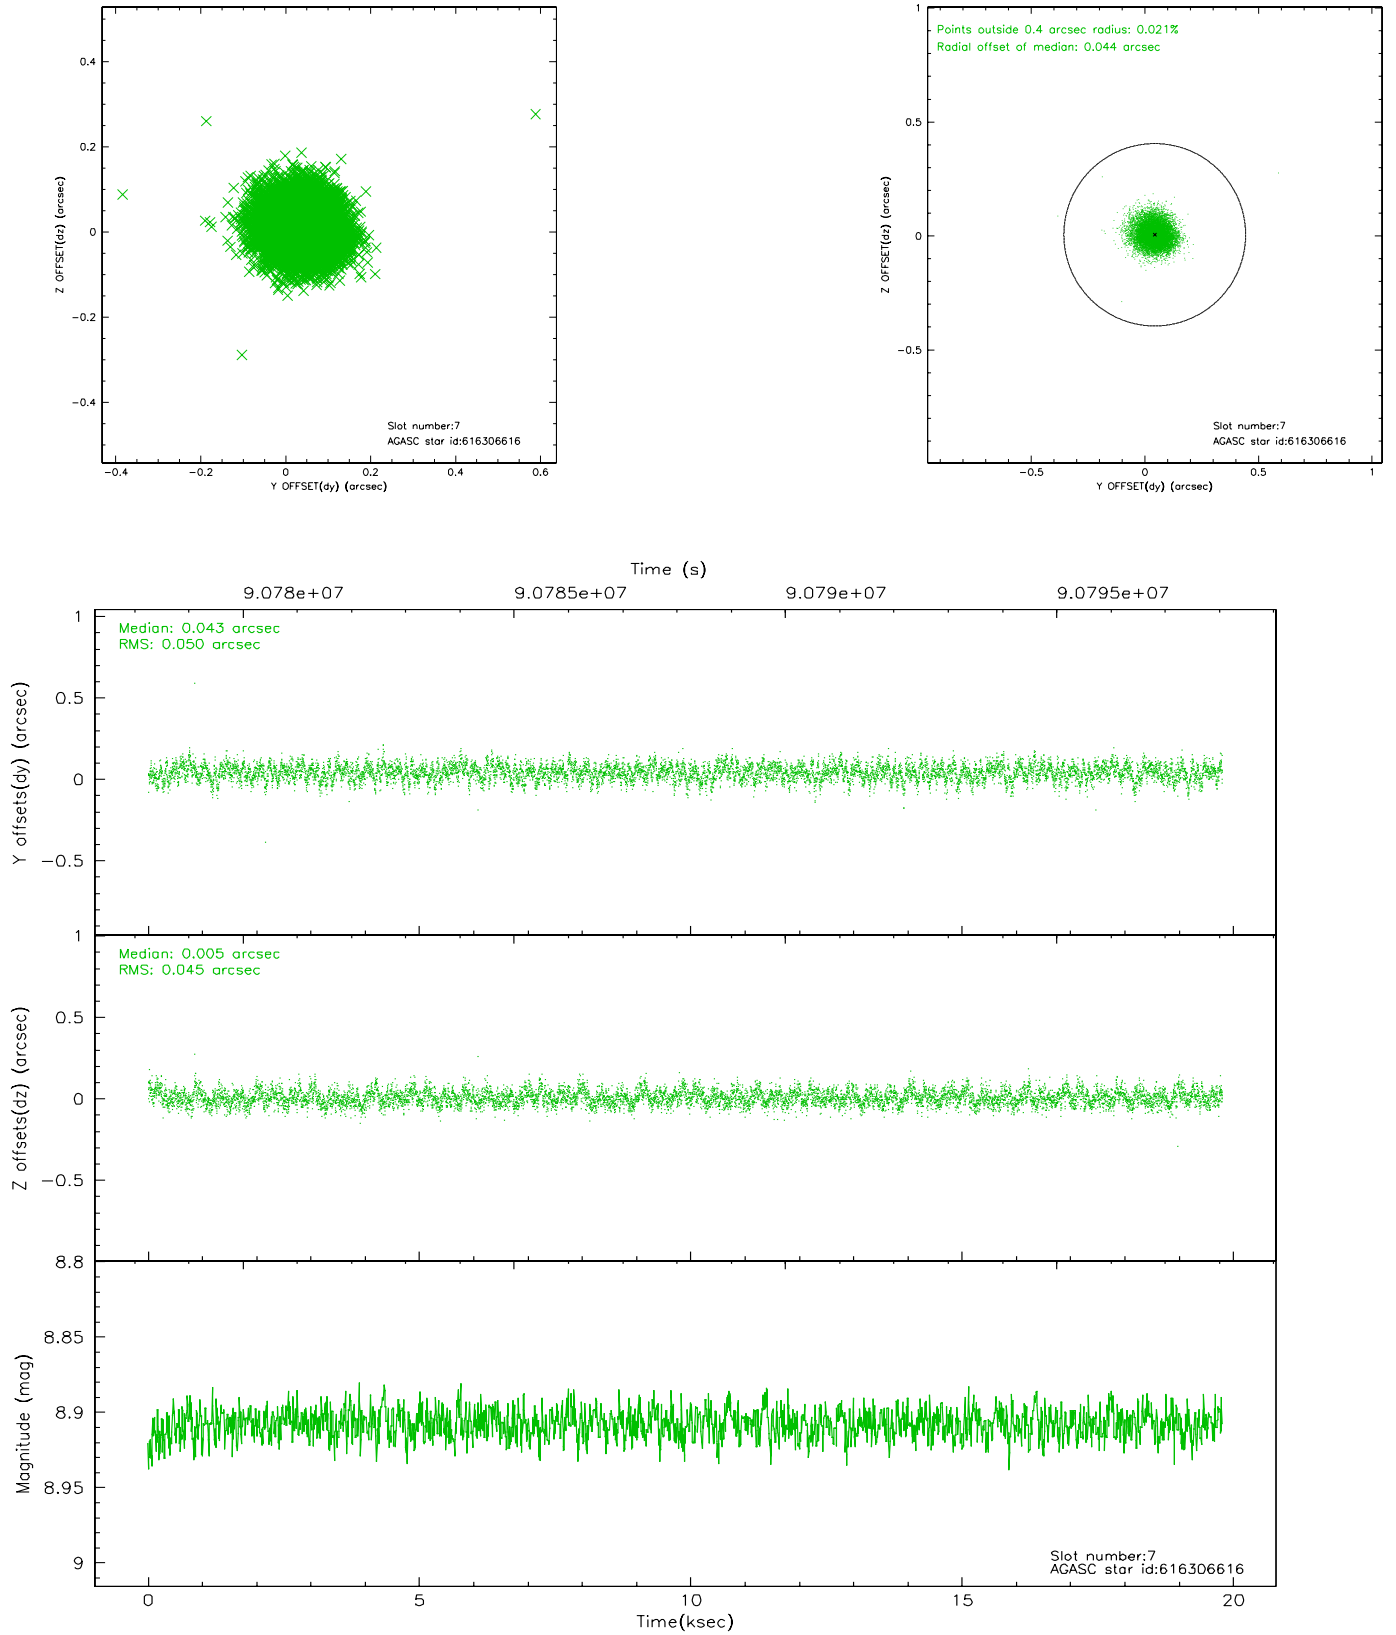 0.4
0.2
0
−0.2
−0.4
Z OFFSET(dz) (arcsec)
Slot number:7
AGASC star id:616306616
−0.4
−0.2
0
0.2
0.4
0.6
Y OFFSET(dy) (arcsec)
Points outside 0.4 arcsec radius: 0.021%
Radial offset of median: 0.044 arcsec
1
0.5
0
−0.5
Z OFFSET(dz) (arcsec)
Slot number:7
AGASC star id:616306616
−0.5
0
0.5
1
Y OFFSET(dy) (arcsec)
Time (s)
9.078e+07
9.0785e+07
9.079e+07
9.0795e+07
Median: 0.043 arcsec
RMS: 0.050 arcsec
1
0.5
0
−0.5
Y offsets(dy) (arcsec)
Median: 0.005 arcsec
RMS: 0.045 arcsec
1
0.5
0
−0.5
Z offsets(dz) (arcsec)
8.8
8.85
8.9
8.95
9
Magnitude (mag)
Slot number:7
AGASC star id:616306616
0
5
10
15
20
Time(ksec)